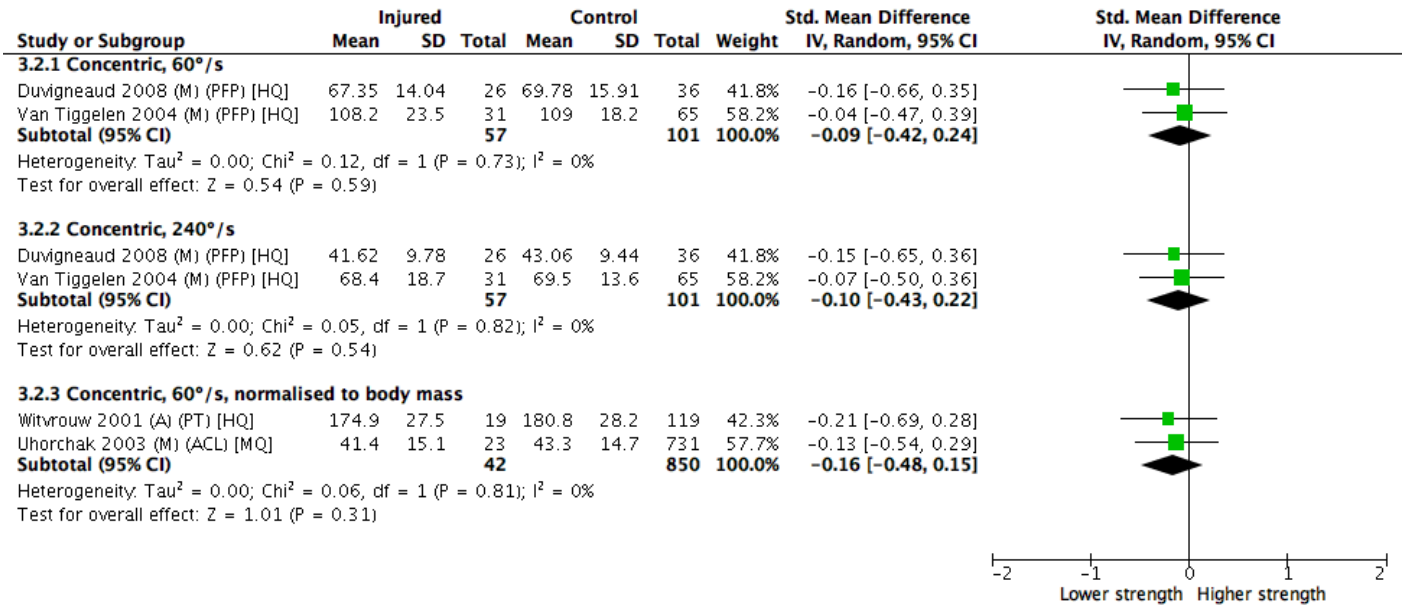 Injured Control Std. Mean Difference Std. Mean Difference
Study or Subgroup Mean SD Total Mean SD Total Weight IV, Random, 95% CI IV, Random, 95% CI
3.2.1 Concentric, 60°/s
Duvigneaud 2008 (M) (PFP) [HQ] 67.35 14.04 26 69.78 15.91 36 41.8% −0.16 [−0.66, 0.35]
Van Tiggelen 2004 (M) (PFP) [HQ] 108.2 23.5 31 109 18.2 65 58.2% −0.04 [−0.47, 0.39]
Subtotal (95% CI) 57 101 100.0% −0.09 [−0.42, 0.24]
Heterogeneity: Tau² = 0.00; Chi² = 0.12, df = 1 (P = 0.73); I² = 0%
Test for overall effect: Z = 0.54 (P = 0.59)
3.2.2 Concentric, 240°/s
Duvigneaud 2008 (M) (PFP) [HQ] 41.62 9.78 26 43.06 9.44 36 41.8% −0.15 [−0.65, 0.36]
Van Tiggelen 2004 (M) (PFP) [HQ] 68.4 18.7 31 69.5 13.6 65 58.2% −0.07 [−0.50, 0.36]
Subtotal (95% CI) 57 101 100.0% −0.10 [−0.43, 0.22]
Heterogeneity: Tau² = 0.00; Chi² = 0.05, df = 1 (P = 0.82); I² = 0%
Test for overall effect: Z = 0.62 (P = 0.54)
3.2.3 Concentric, 60°/s, normalised to body mass
Witvrouw 2001 (A) (PT) [HQ] 174.9 27.5 19 180.8 28.2 119 42.3% −0.21 [−0.69, 0.28]
Uhorchak 2003 (M) (ACL) [MQ] 41.4 15.1 23 43.3 14.7 731 57.7% −0.13 [−0.54, 0.29]
Subtotal (95% CI) 42 850 100.0% −0.16 [−0.48, 0.15]
Heterogeneity: Tau² = 0.00; Chi² = 0.06, df = 1 (P = 0.81); I² = 0%
Test for overall effect: Z = 1.01 (P = 0.31)
−2 −1 0 1 2
Lower strength Higher strength